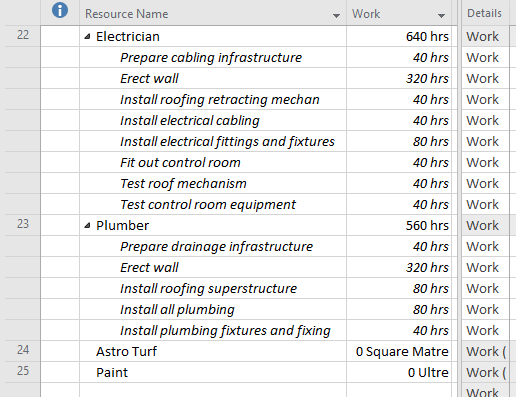 Resource Name Work Details
22 Electrician 640 hrs Work
Prepare cabling infrastructure 40 hrs Work
Erect wall 320 hrs Work
Install roofing retracting mechan 40 hrs Work
Install electrical cabling 40 hrs Work
Install electrical fittings and fixtures 80 hrs Work
Fit out control room 40 hrs Work
Test roof mechanism 40 hrs Work
Test control room equipment 40 hrs Work
23 Plumber 560 hrs Work
Prepare drainage infrastructure 40 hrs Work
Erect wall 320 hrs Work
Install roofing superstructure 80 hrs Work
Install all plumbing 80 hrs Work
Install plumbing fixtures and fixing 40 hrs Work
24 Astro Turf 0 Square Matre Work (
25 Paint 0 Ultre Work (
Work